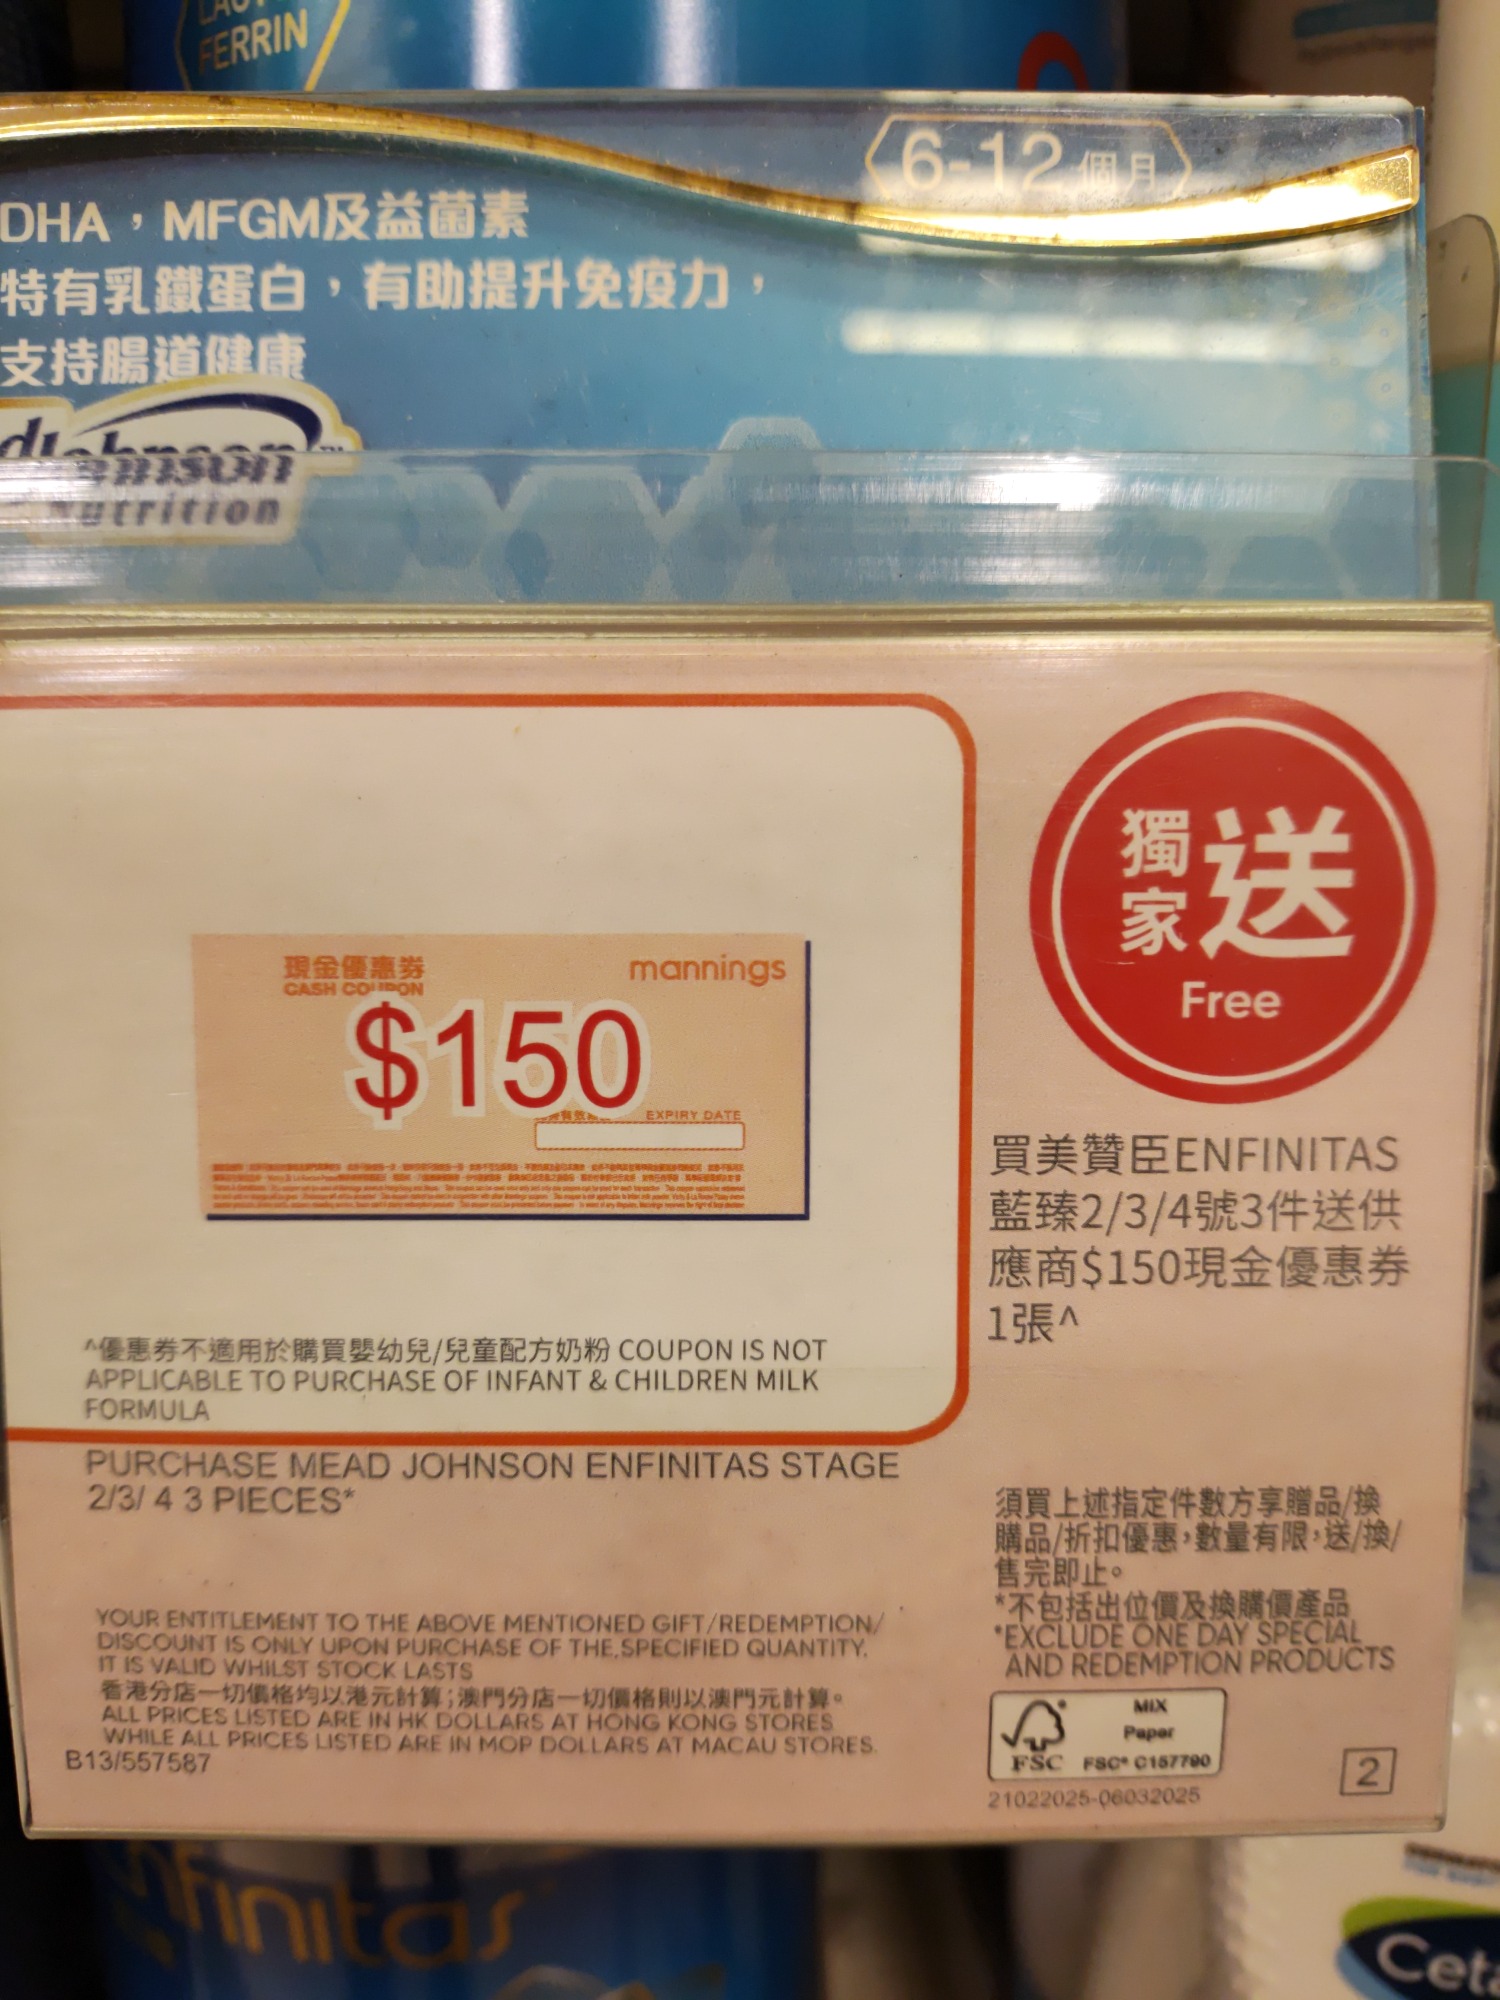 FERRIN
6-12個月
DHA，MFGM及益菌素
特有乳鐵蛋白，有助提升免疫力，
支持腸道健康
Johnson
Nutrition
獨家
送
Free
現金優惠券
CASH COUPON
mannings
$150
EXPIRY DATE
買美贊臣ENFINITAS
藍臻2/3/4號3件送供
應商$150現金優惠券
1張^
^優惠券不適用於購買嬰幼兒/兒童配方奶粉 COUPON IS NOT
APPLICABLE TO PURCHASE OF INFANT & CHILDREN MILK
FORMULA
PURCHASE MEAD JOHNSON ENFINITAS STAGE
2/3/ 4 3 PIECES*
須買上述指定件數方享贈品/換
購品/折扣優惠，數量有限，送/換/
售完即止。
*不包括出位價及換購價產品
*EXCLUDE ONE DAY SPECIAL
AND REDEMPTION PRODUCTS
YOUR ENTITLEMENT TO THE ABOVE MENTIONED GIFT/REDEMPTION/
DISCOUNT IS ONLY UPON PURCHASE OF THE SPECIFIED QUANTITY.
IT IS VALID WHILST STOCK LASTS
香港分店一切價格均以港元計算；澳門分店一切價格則以澳門元計算。
ALL PRICES LISTED ARE IN HK DOLLARS AT HONG KONG STORES
WHILE ALL PRICES LISTED ARE IN MOP DOLLARS AT MACAU STORES.
B13/557587
MIX
Paper
FSC FSC® C157790
21022025-06032025
2
nfinitas
Ceta